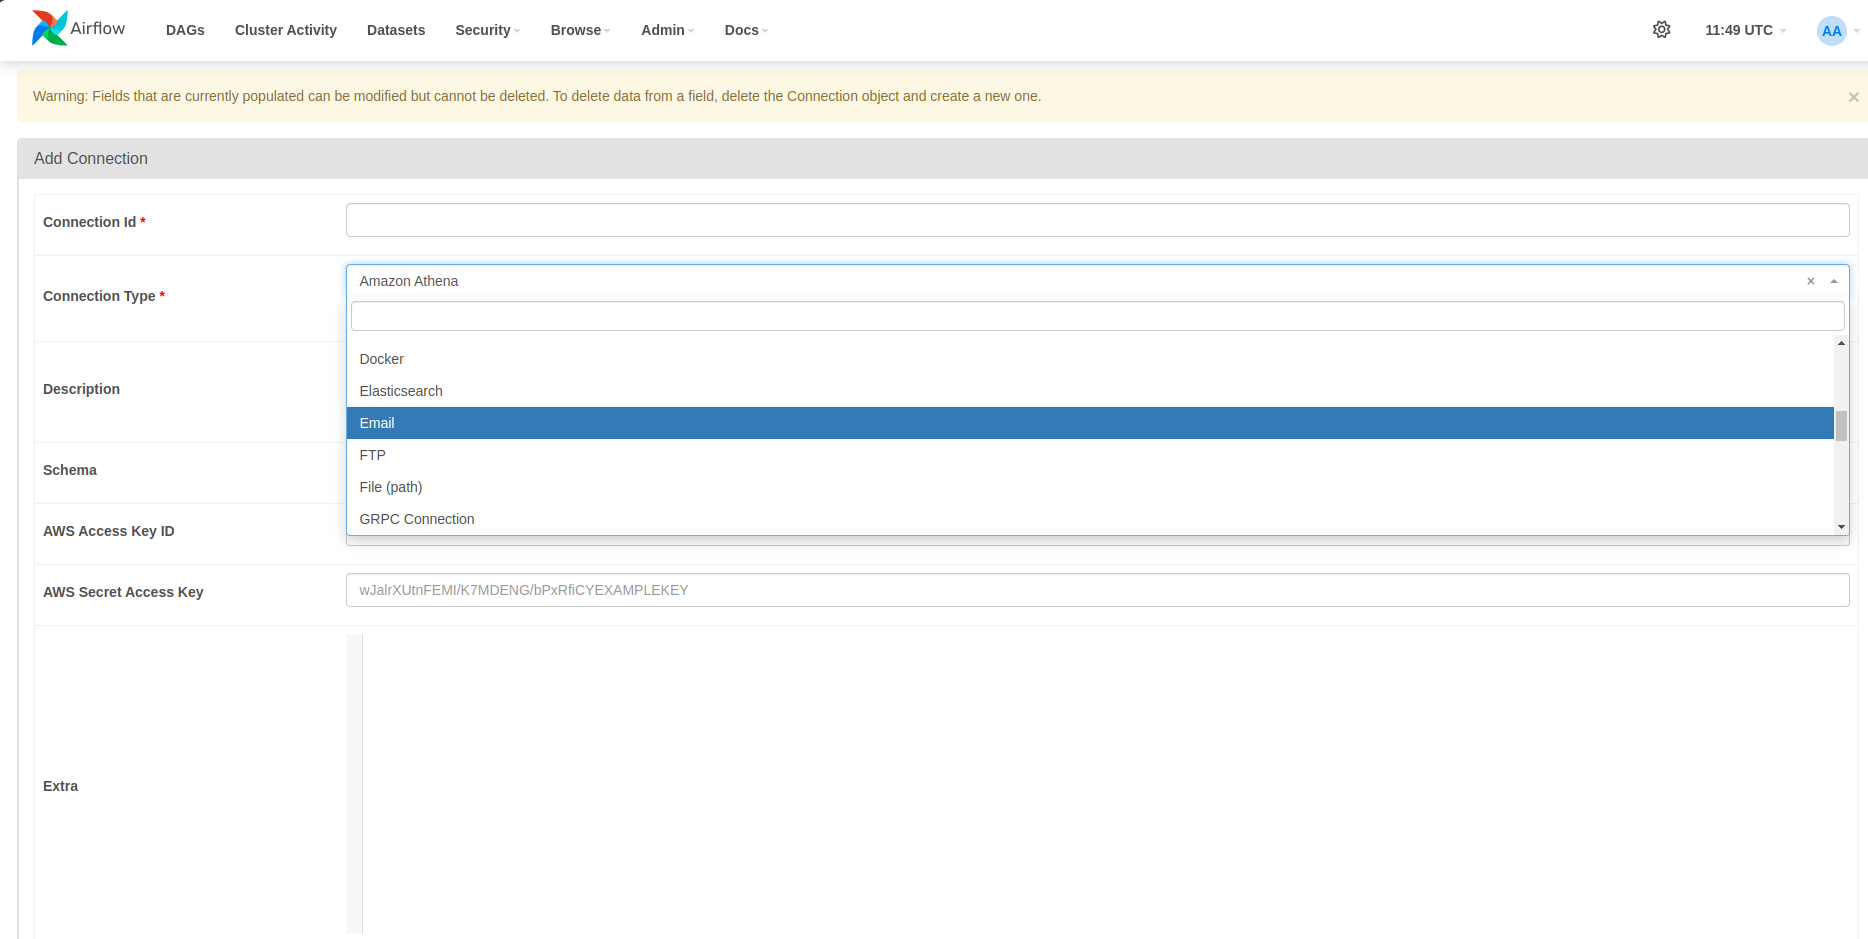 Airflow DAGs Cluster Activity Datasets Security Browse Admin Docs 11:49 UTC AA
Warning: Fields that are currently populated can be modified but cannot be deleted. To delete data from a field, delete the Connection object and create a new one. ×
Add Connection
Connection Id *
Connection Type * Amazon Athena ×
Docker
Description Elasticsearch
Email
FTP
Schema
File (path)
GRPC Connection
AWS Access Key ID
AWS Secret Access Key wJalrXUtnFEMI/K7MDENG/bPxRfiCYEXAMPLEKEY
Extra